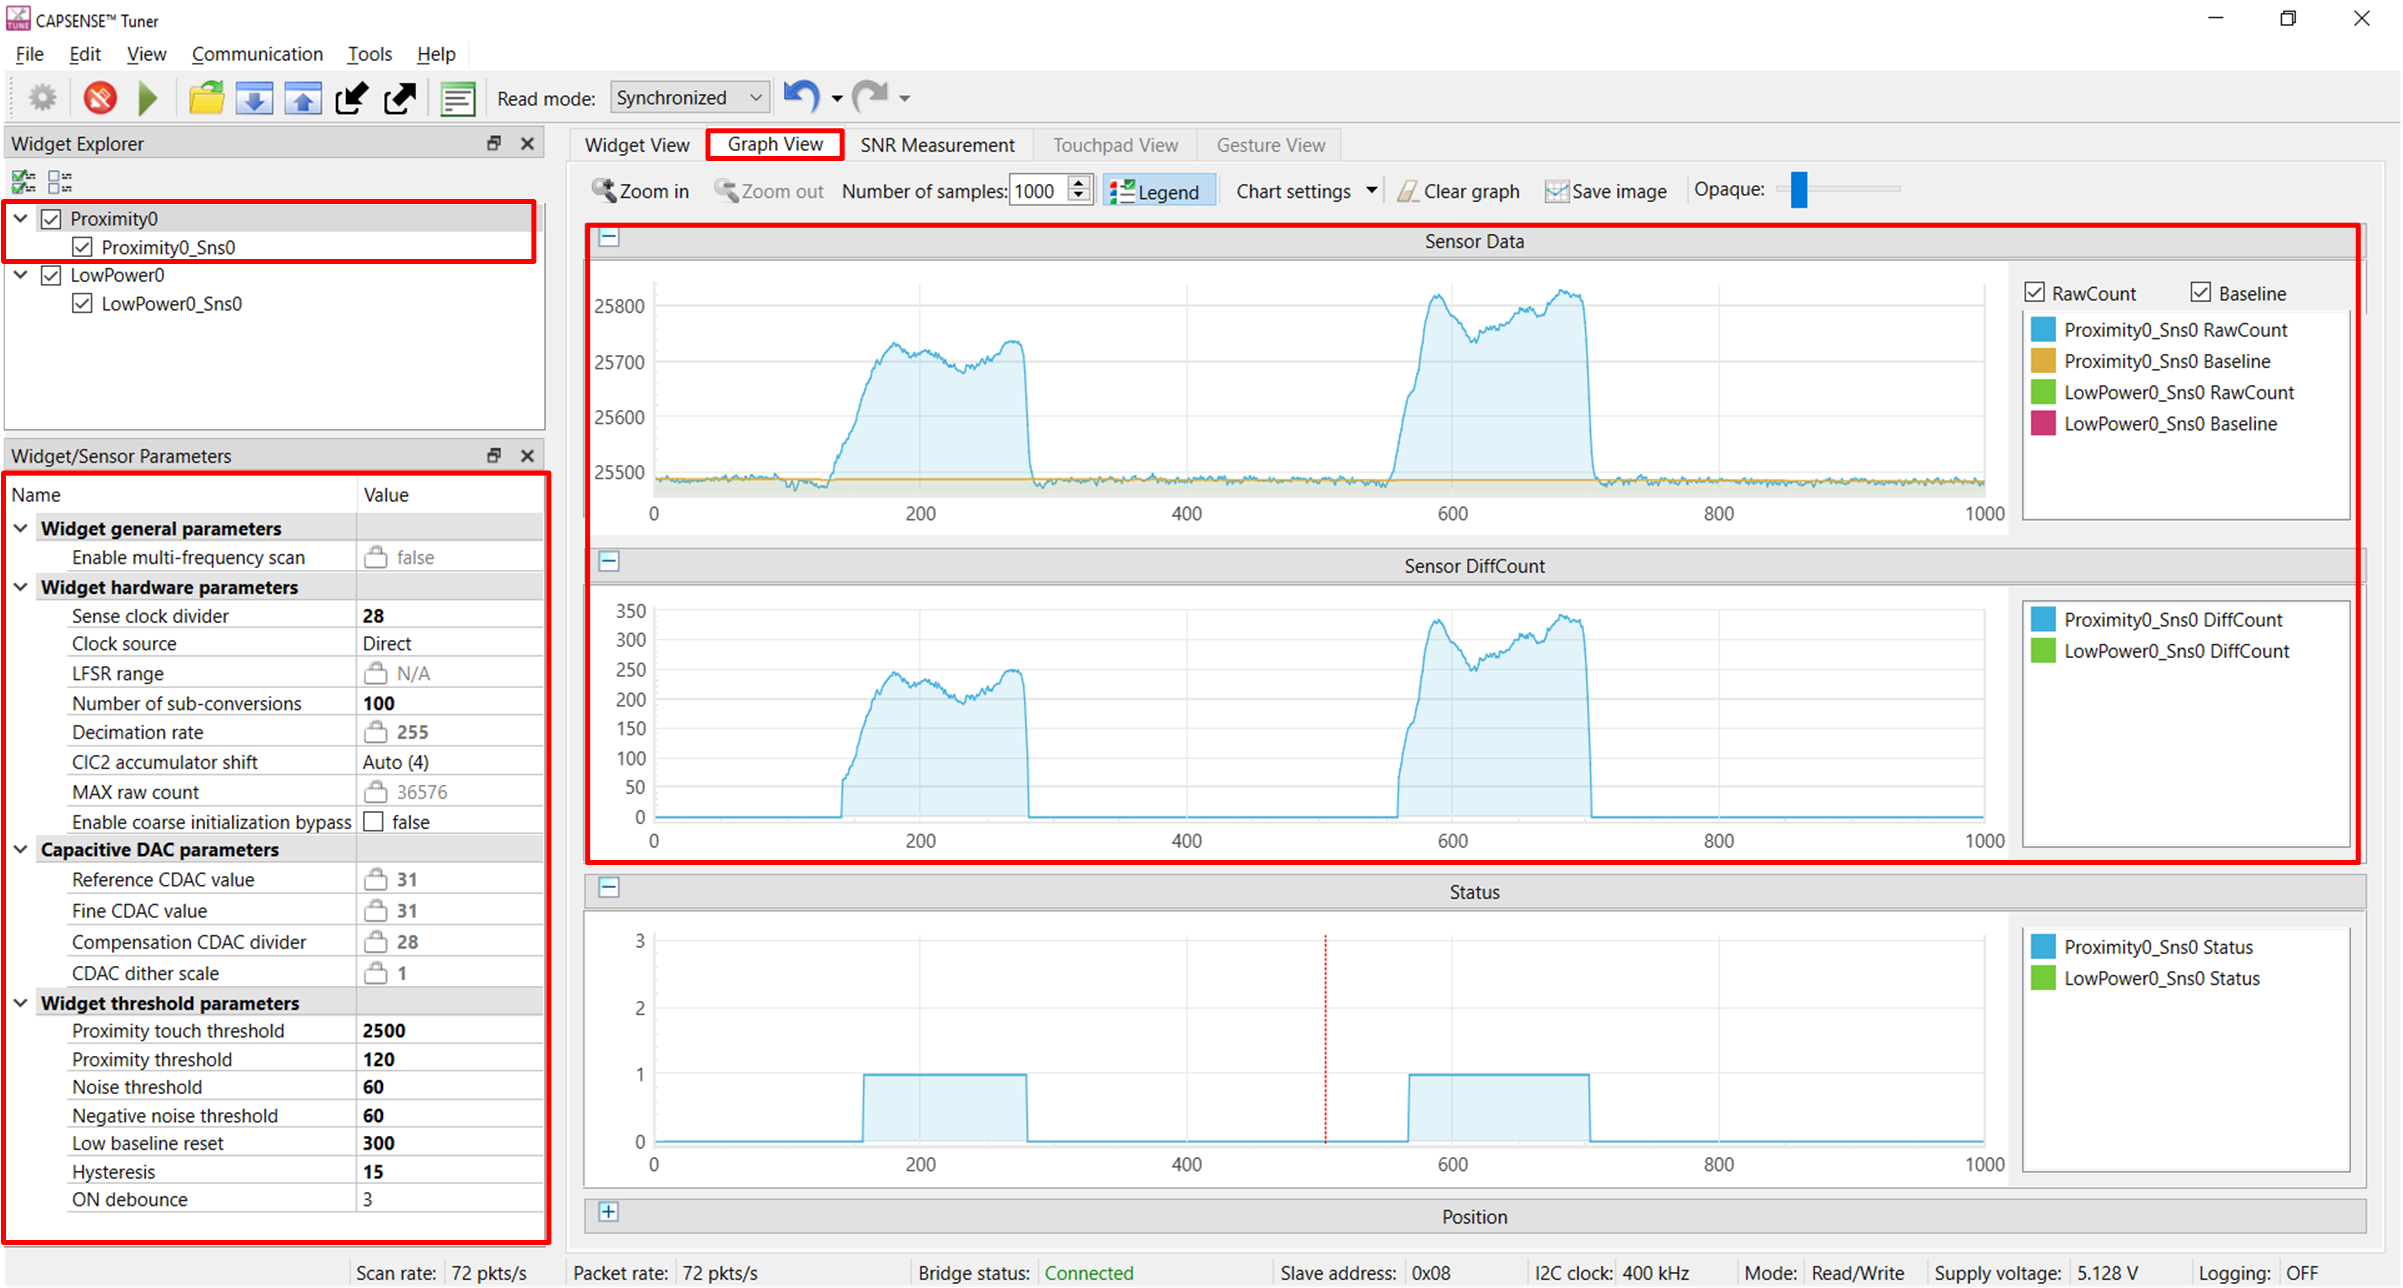 CAPSENSE™ Tuner
File Edit View Communication Tools Help
Read mode: Synchronized
Widget Explorer
Proximity0
Proximity0_Sns0
LowPower0
LowPower0_Sns0
Widget/Sensor Parameters
Name Value
Widget general parameters
Enable multi-frequency scan false
Widget hardware parameters
Sense clock divider 28
Clock source Direct
LFSR range N/A
Number of sub-conversions 100
Decimation rate 255
CIC2 accumulator shift Auto (4)
MAX raw count 36576
Enable coarse initialization bypass false
Capacitive DAC parameters
Reference CDAC value 31
Fine CDAC value 31
Compensation CDAC divider 28
CDAC dither scale 1
Widget threshold parameters
Proximity touch threshold 2500
Proximity threshold 120
Noise threshold 60
Negative noise threshold 60
Low baseline reset 300
Hysteresis 15
ON debounce 3
Widget View Graph View SNR Measurement Touchpad View Gesture View
Zoom in Zoom out Number of samples: 1000 Legend Chart settings Clear graph Save image Opaque:
Sensor Data
25800
25700
25600
25500
0 200 400 600 800 1000
RawCount Baseline
Proximity0_Sns0 RawCount
Proximity0_Sns0 Baseline
LowPower0_Sns0 RawCount
LowPower0_Sns0 Baseline
Sensor DiffCount
350
300
250
200
150
100
50
0
0 200 400 600 800 1000
Proximity0_Sns0 DiffCount
LowPower0_Sns0 DiffCount
Status
3
2
1
0
0 200 400 600 800 1000
Proximity0_Sns0 Status
LowPower0_Sns0 Status
Position
Scan rate: 72 pkts/s Packet rate: 72 pkts/s Bridge status: Connected Slave address: 0x08 I2C clock: 400 kHz Mode: Read/Write Supply voltage: 5.128 V Logging: OFF